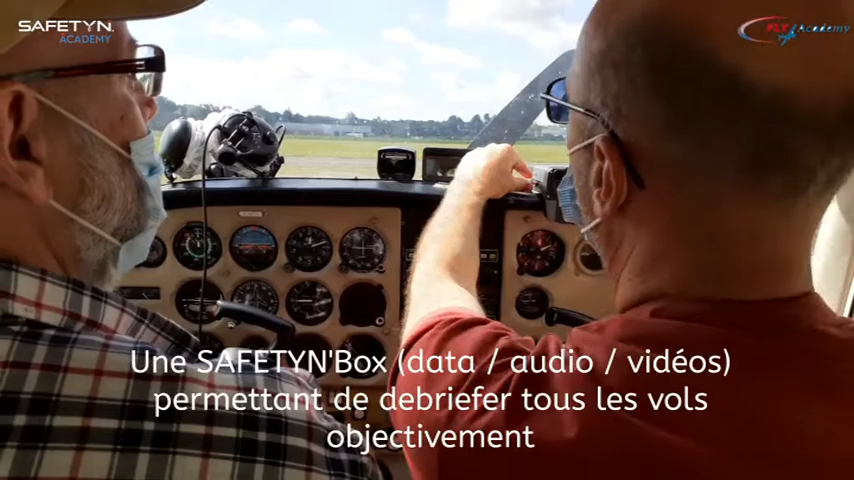 SAFETYN.
ACADEMY
FLY Academy
Une SAFETYN'Box (data / audio / vidéos)
permettant de debriefer tous les vols
objectivement